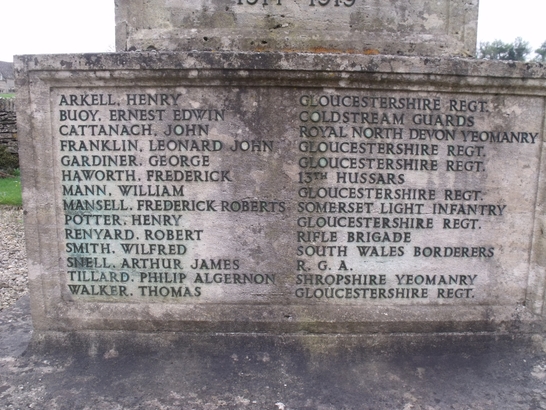 1914 - 1919
ARKELL. HENRY GLOUCESTERSHIRE REGT.
BUOY. ERNEST EDWIN COLDSTREAM GUARDS
CATTANACH. JOHN ROYAL NORTH DEVON YEOMANRY
FRANKLIN. LEONARD JOHN GLOUCESTERSHIRE REGT.
GARDINER. GEORGE GLOUCESTERSHIRE REGT.
HAWORTH. FREDERICK 13TH HUSSARS
MANN. WILLIAM GLOUCESTERSHIRE REGT.
MANSELL. FREDERICK ROBERTS SOMERSET LIGHT INFANTRY
POTTER. HENRY GLOUCESTERSHIRE REGT.
RENYARD. ROBERT RIFLE BRIGADE
SMITH. WILFRED SOUTH WALES BORDERERS
SNELL. ARTHUR JAMES R. G. A.
TILLARD. PHILIP ALGERNON SHROPSHIRE YEOMANRY
WALKER. THOMAS GLOUCESTERSHIRE REGT.